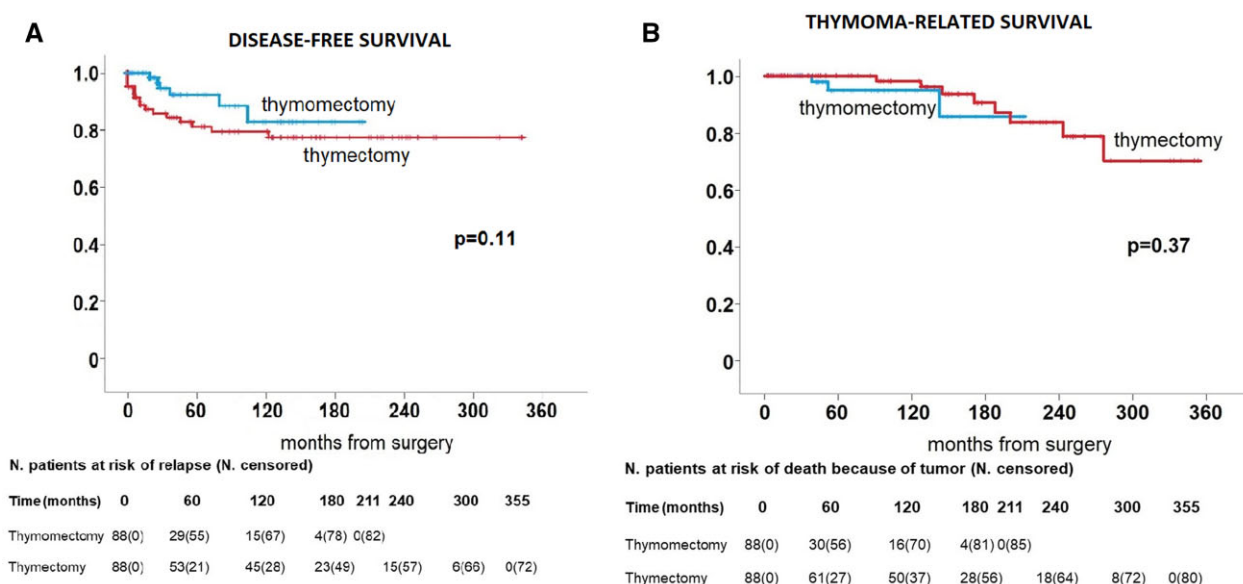 A
DISEASE-FREE SURVIVAL
1.0
0.8
0.6
0.4
0.2
0
thymomectomy
thymectomy
p=0.11
0 60 120 180 240 300 360
months from surgery
N. patients at risk of relapse (N. censored)
Time (months) 0 60 120 180 211 240 300 355
Thymomectomy 88(0) 29(55) 15(67) 4(78) 0(82)
Thymectomy 88(0) 53(21) 45(28) 23(49) 15(57) 6(66) 0(72)
B
THYMOMA-RELATED SURVIVAL
1.0
0.8
0.6
0.4
0.2
0
thymomectomy
thymectomy
p=0.37
0 60 120 180 240 300 360
months from surgery
N. patients at risk of death because of tumor (N. censored)
Time (months) 0 60 120 180 211 240 300 355
Thymomectomy 88(0) 30(56) 16(70) 4(81) 0(85)
Thymectomy 88(0) 61(27) 50(37) 28(56) 18(64) 8(72) 0(80)